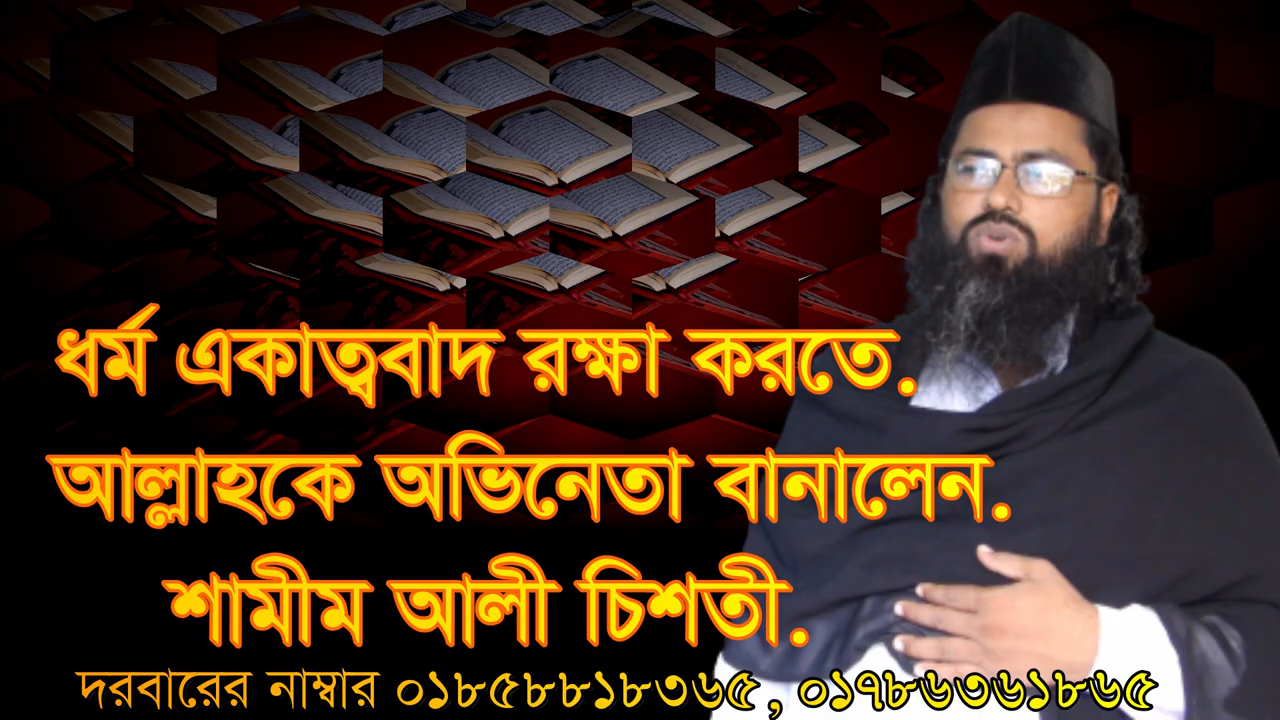 ধর্ম একাত্ববাদ রক্ষা করতে.
আল্লাহকে অভিনেতা বানালেন.
শামীম আলী চিশতী.
দরবারের নাম্বার ০১৮৫৮৮১৮৩৬৫, ০১৭৮৬৩৬১৮৬৫